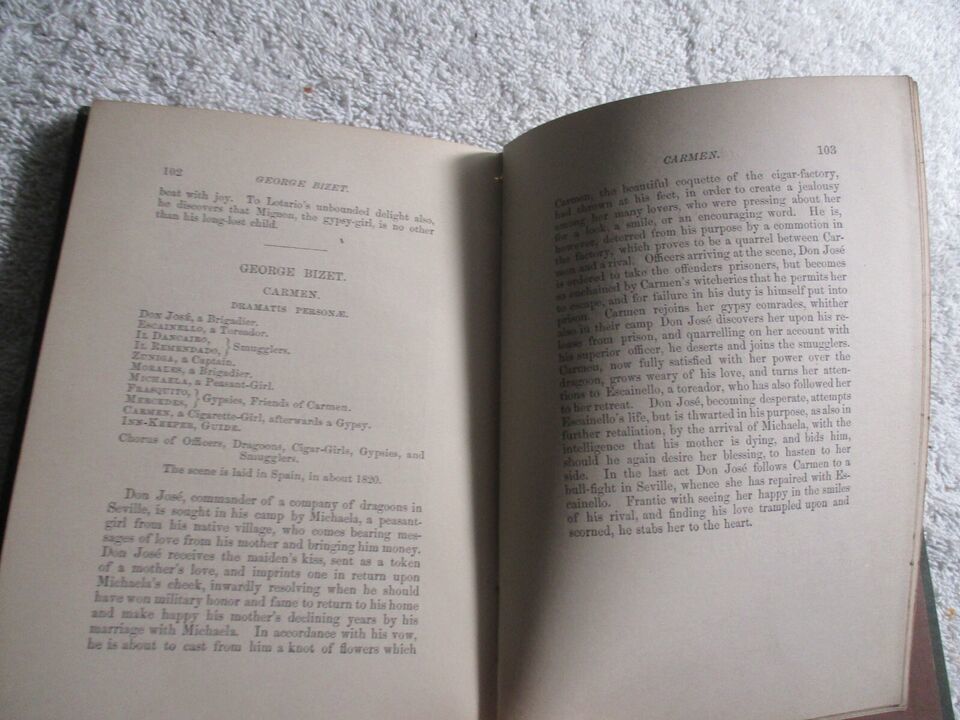 102
GEORGE BIZET.
beat with joy. To Lotario's unbounded delight also,
he discovers that Mignon, the gypsy-girl, is no other
than his long-lost child.
GEORGE BIZET.
CARMEN.
DRAMATIS PERSONÆ.
DON JOSÉ, a Brigadier.
ESCAINELLO, a Toreador.
IL DANCAIRO,
IL REMENDADO, } Smugglers.
ZUNIGA, a Captain.
MORALES, a Brigadier.
MICHAELA, a Peasant-Girl.
FRASQUITO,
MERCEDES, } Gypsies, Friends of Carmen.
CARMEN, a Cigarette-Girl, afterwards a Gypsy.
INN-KEEPER, GUIDE.
Chorus of Officers, Dragoons, Cigar-Girls, Gypsies, and
Smugglers.
The scene is laid in Spain, in about 1820.
Don José, commander of a company of dragoons in
Seville, is sought in his camp by Michaela, a peasant-
girl from his native village, who comes bearing mes-
sages of love from his mother and bringing him money.
Don José receives the maiden's kiss, sent as a token
of a mother's love, and imprints one in return upon
Michaela's cheek, inwardly resolving when he should
have won military honor and fame to return to his home
and make happy his mother's declining years by his
marriage with Michaela. In accordance with his vow,
he is about to cast from him a knot of flowers which
CARMEN.
103
Carmen, the beautiful coquette of the cigar-factory,
had thrown at his feet, in order to create a jealousy
among her many lovers, who were pressing about her
for a look, a smile, or an encouraging word. He is,
however, deterred from his purpose by a commotion in
the factory, which proves to be a quarrel between Car-
men and a rival. Officers arriving at the scene, Don José
is ordered to take the offenders prisoners, but becomes
so enchained by Carmen's witcheries that he permits her
to escape, and for failure in his duty is himself put into
prison. Carmen rejoins her gypsy comrades, whither
also in their camp Don José discovers her upon his re-
lease from prison, and quarrelling on her account with
his superior officer, he deserts and joins the smugglers.
Carmen, now fully satisfied with her power over the
dragoon, grows weary of his love, and turns her atten-
tions to Escainello, a toreador, who has also followed her
to her retreat. Don José, becoming desperate, attempts
Escainello's life, but is thwarted in his purpose, as also in
further retaliation, by the arrival of Michaela, with the
intelligence that his mother is dying, and bids him,
should he again desire her blessing, to hasten to her
side. In the last act Don José follows Carmen to a
bull-fight in Seville, whence she has repaired with Es-
cainello. Frantic with seeing her happy in the smiles
of his rival, and finding his love trampled upon and
scorned, he stabs her to the heart.